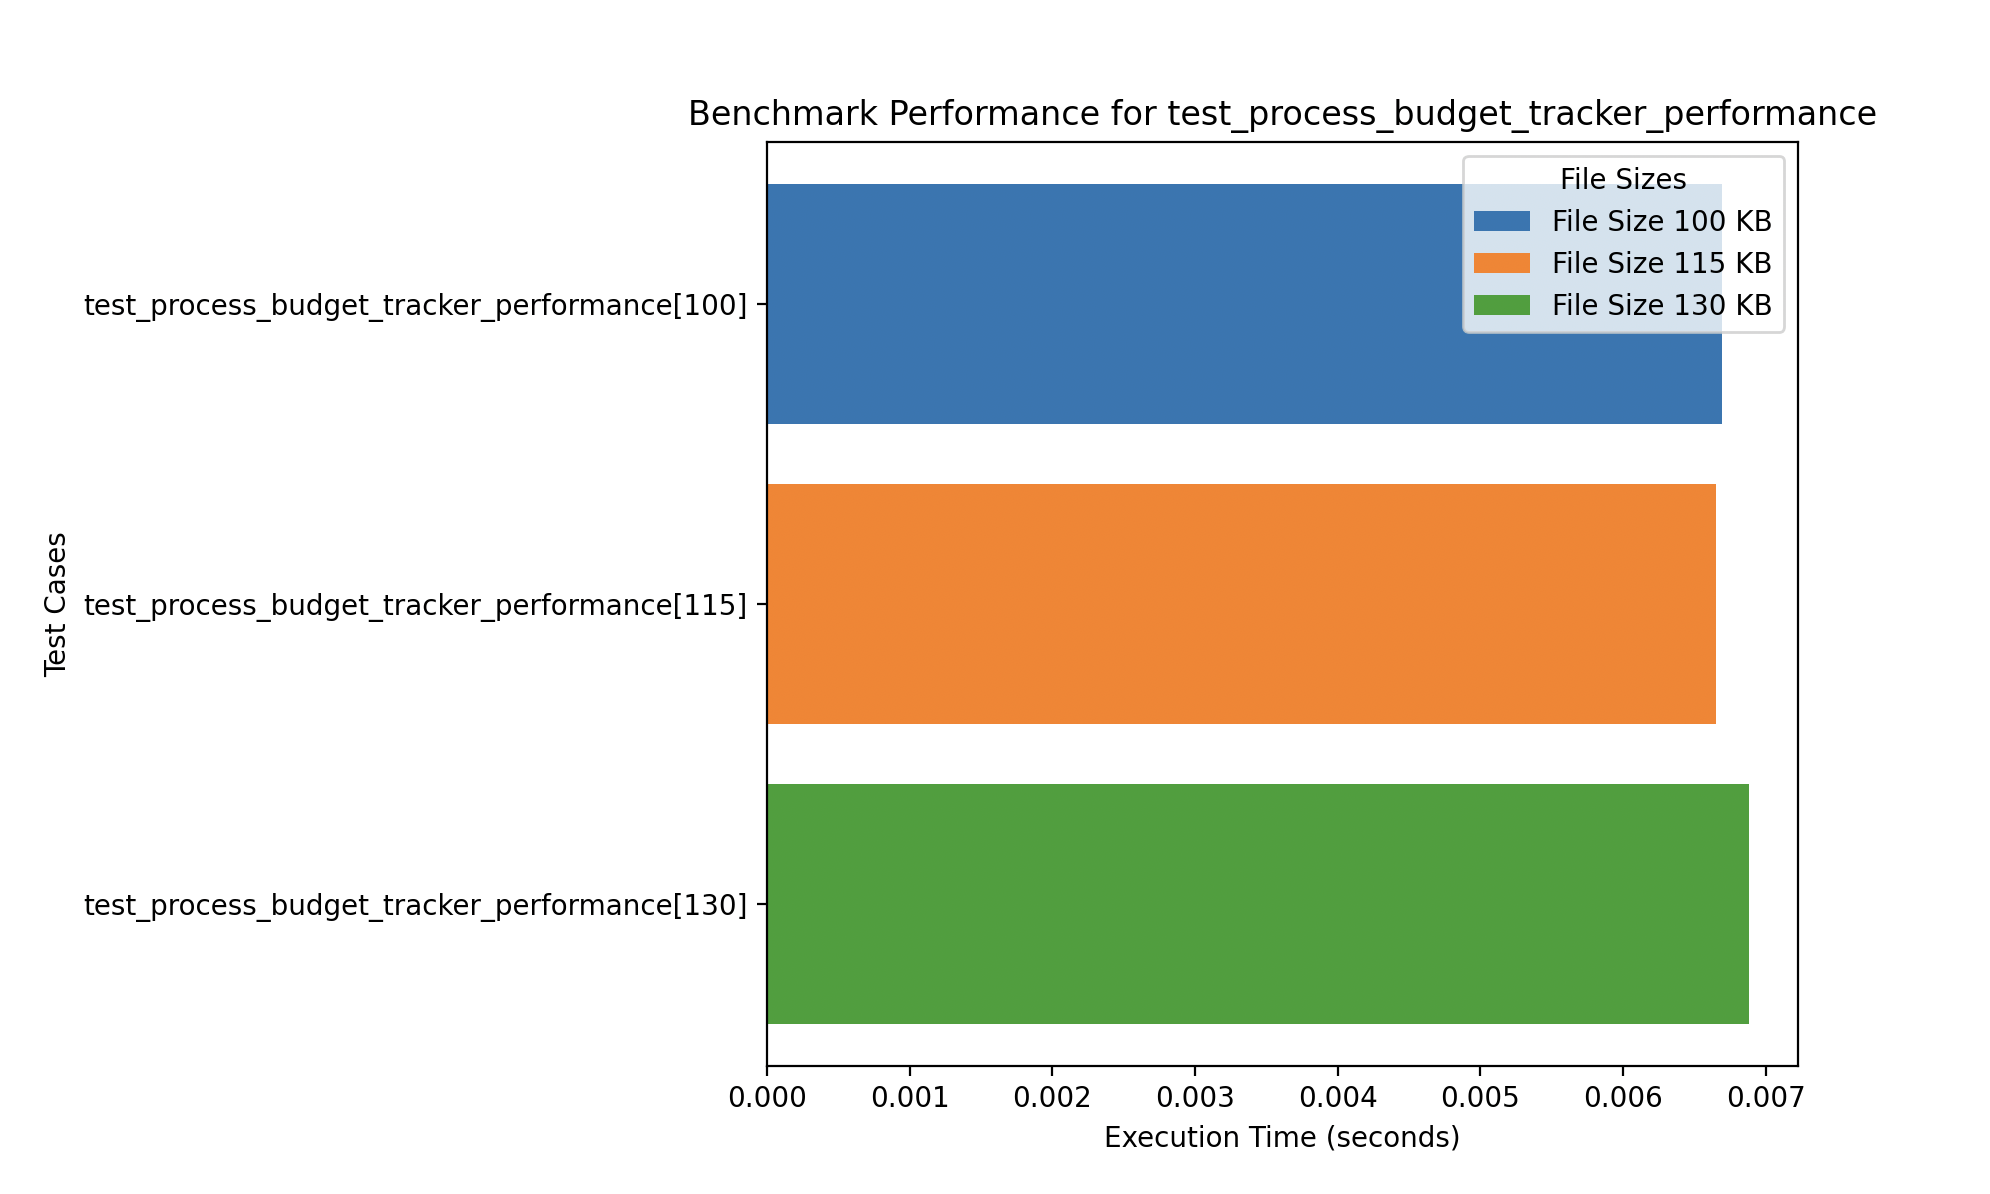 Benchmark Performance for test_process_budget_tracker_performance
File Sizes
File Size 100 KB
File Size 115 KB
File Size 130 KB
test_process_budget_tracker_performance[100]
test_process_budget_tracker_performance[115]
test_process_budget_tracker_performance[130]
Test Cases
0.000 0.001 0.002 0.003 0.004 0.005 0.006 0.007
Execution Time (seconds)